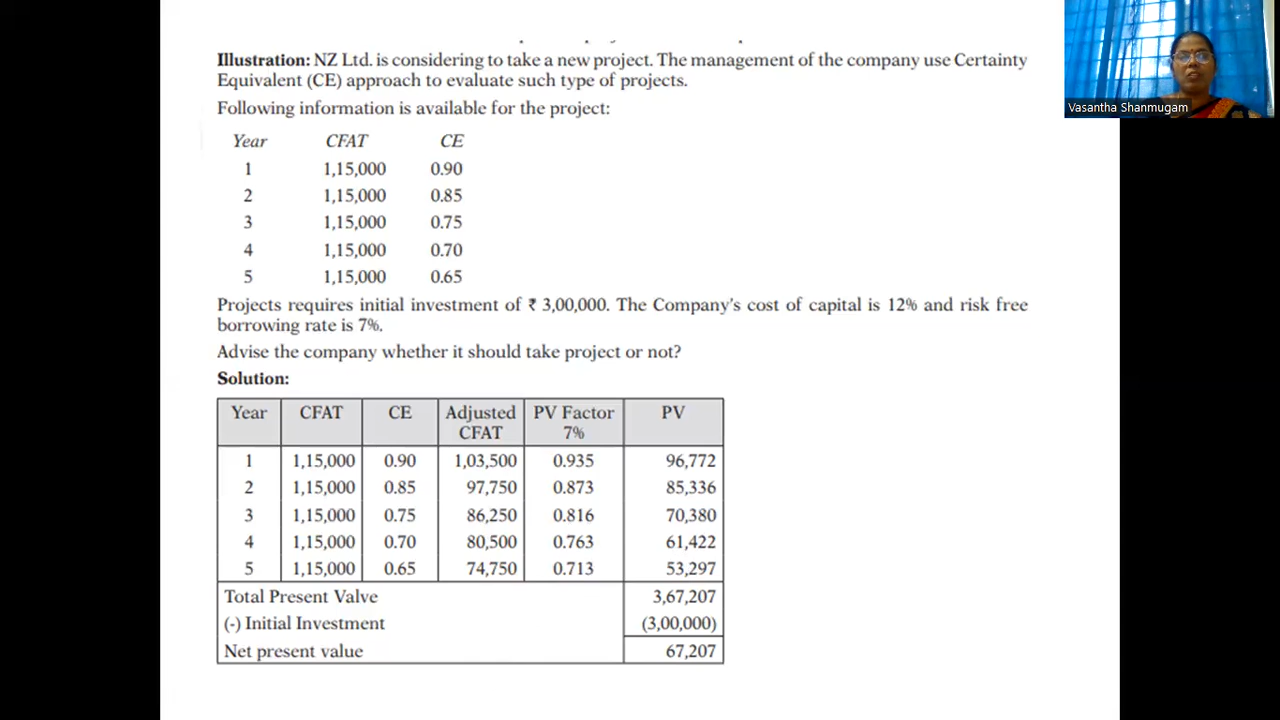 Illustration: NZ Ltd. is considering to take a new project. The management of the company use Certainty
Equivalent (CE) approach to evaluate such type of projects.
Following information is available for the project:
Year CFAT CE
1 1,15,000 0.90
2 1,15,000 0.85
3 1,15,000 0.75
4 1,15,000 0.70
5 1,15,000 0.65
Projects requires initial investment of ₹ 3,00,000. The Company's cost of capital is 12% and risk free
borrowing rate is 7%.
Advise the company whether it should take project or not?
Solution:
Year CFAT CE Adjusted PV Factor PV
CFAT 7%
1 1,15,000 0.90 1,03,500 0.935 96,772
2 1,15,000 0.85 97,750 0.873 85,336
3 1,15,000 0.75 86,250 0.816 70,380
4 1,15,000 0.70 80,500 0.763 61,422
5 1,15,000 0.65 74,750 0.713 53,297
Total Present Valve 3,67,207
(-) Initial Investment (3,00,000)
Net present value 67,207
Vasantha Shanmugam